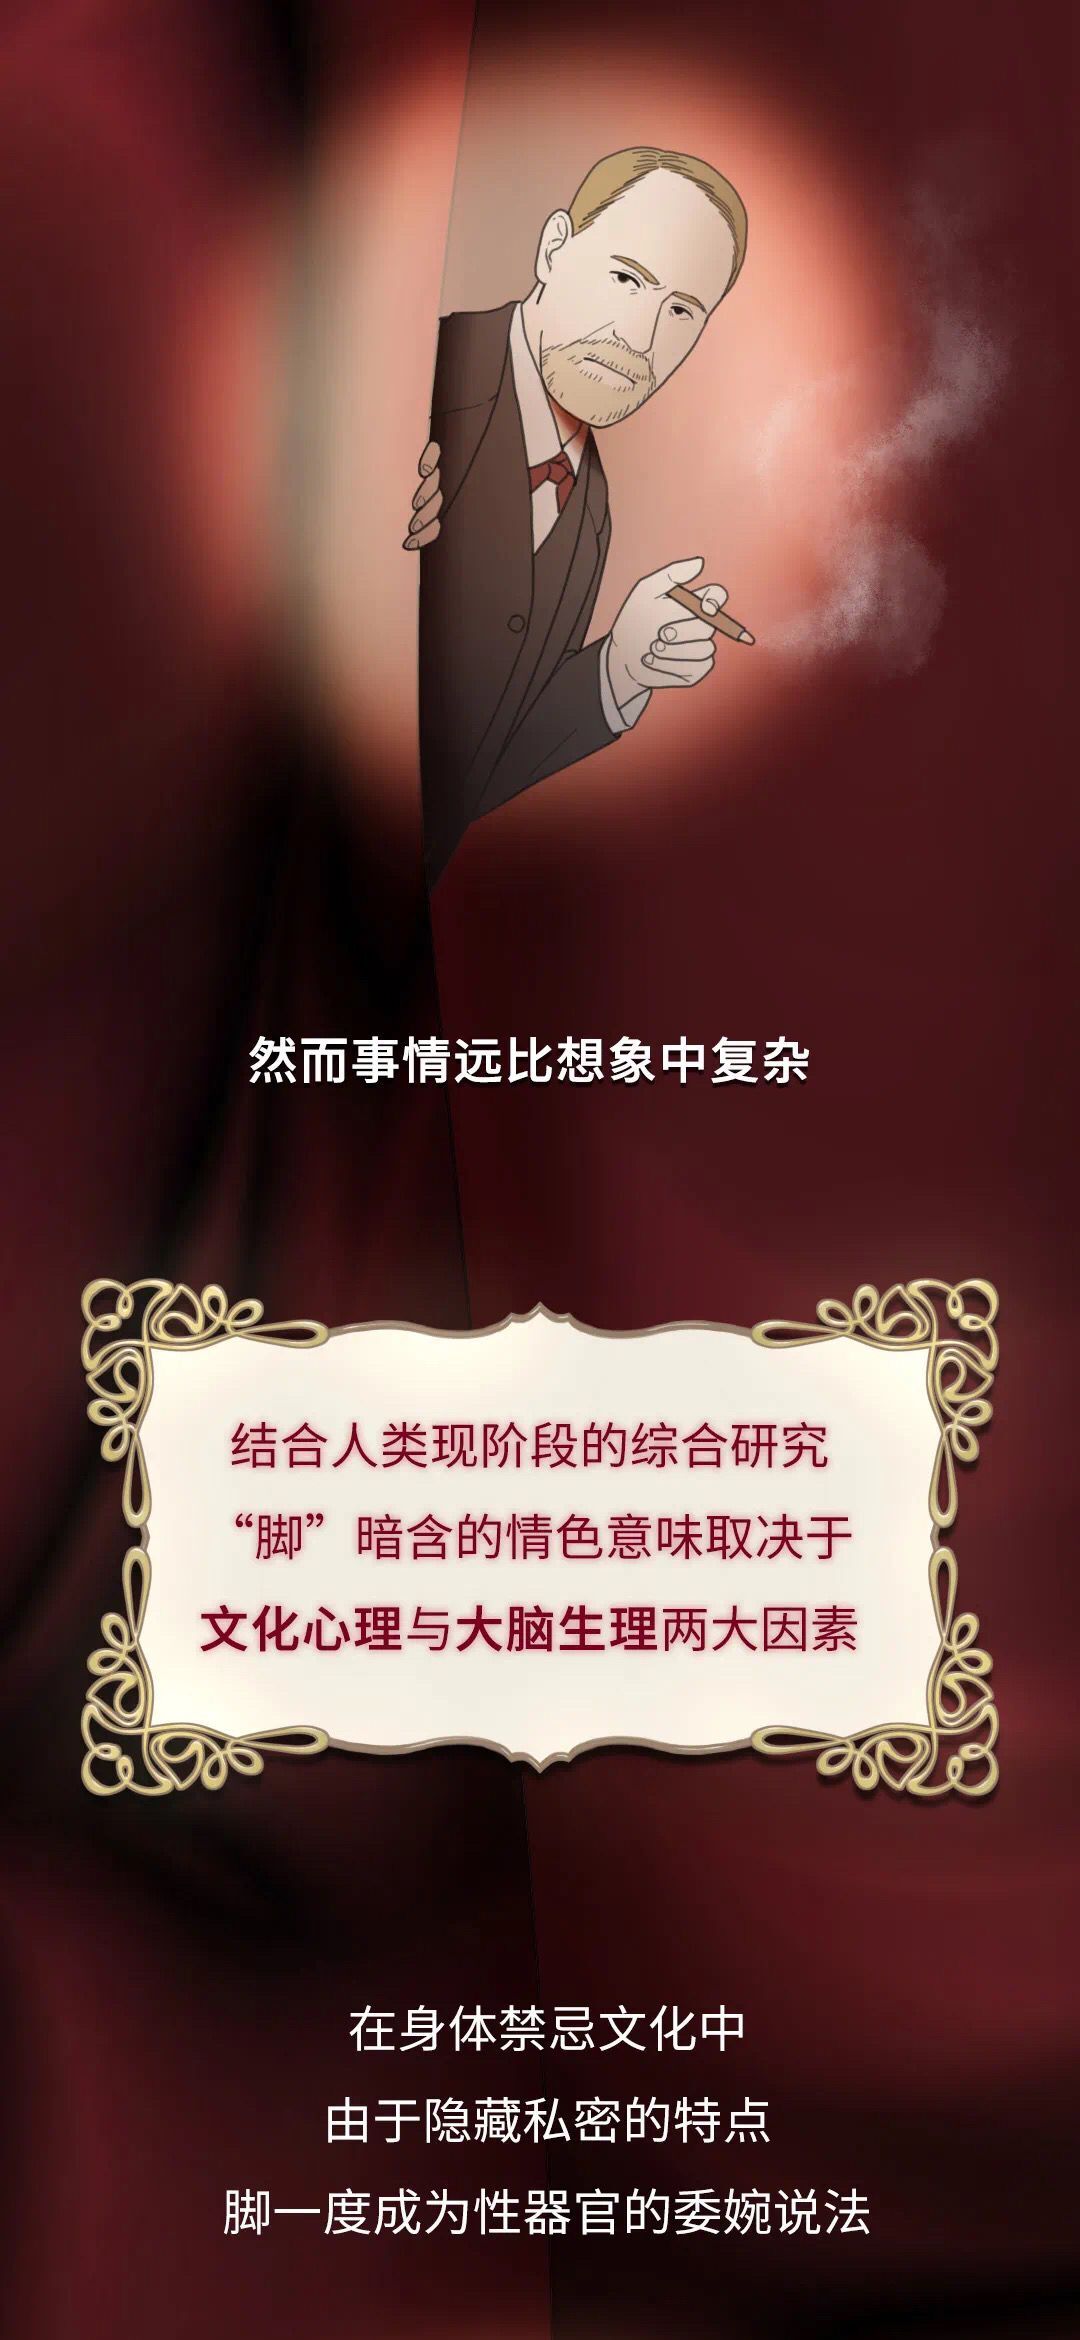 然而事情远比想象中复杂
结合人类现阶段的综合研究
“脚”暗含的情色意味取决于
文化心理与大脑生理两大因素
在身体禁忌文化中
由于隐藏私密的特点
脚一度成为性器官的委婉说法